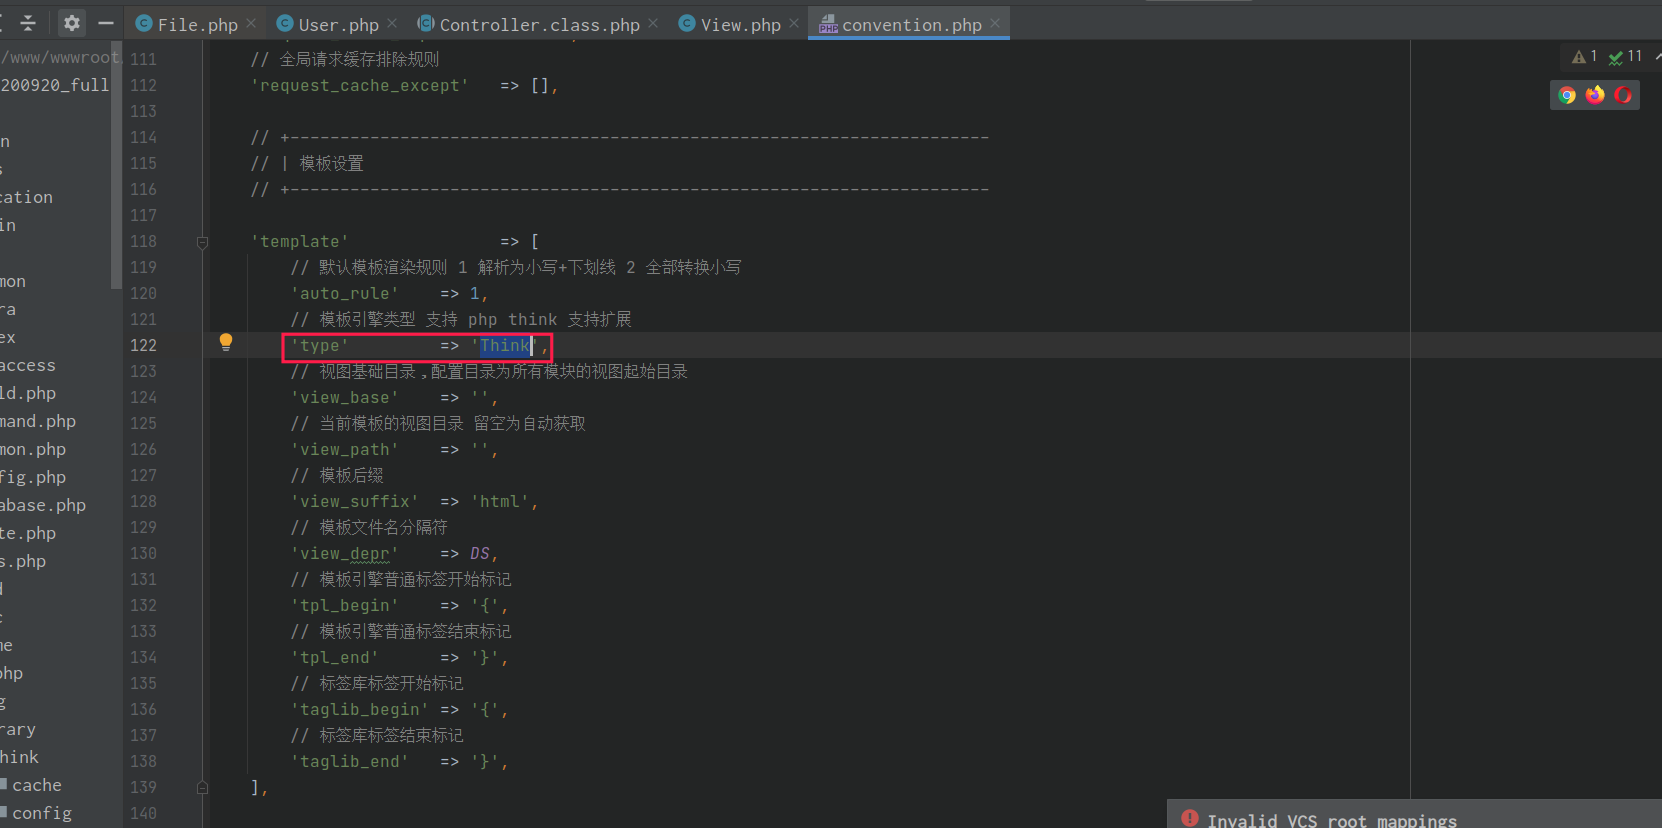 File.php
User.php
Controller.class.php
View.php
convention.php
/www/wwwroot
200920_full
n
s
cation
in
mon
ra
ex
access
ld.php
mand.php
mon.php
fig.php
abase.php
te.php
s.php
d
c
me
php
g
rary
hink
cache
config
1 11
111 // 全局请求缓存排除规则
112 'request_cache_except' => [],
113
114 // +----------------------------------------------------------------------
115 // | 模板设置
116 // +----------------------------------------------------------------------
117
118 'template' => [
119 // 默认模板渲染规则 1 解析为小写+下划线 2 全部转换小写
120 'auto_rule' => 1,
121 // 模板引擎类型 支持 php think 支持扩展
122 'type' => 'Think',
123 // 视图基础目录，配置目录为所有模块的视图起始目录
124 'view_base' => '',
125 // 当前模板的视图目录 留空为自动获取
126 'view_path' => '',
127 // 模板后缀
128 'view_suffix' => 'html',
129 // 模板文件名分隔符
130 'view_depr' => DS,
131 // 模板引擎普通标签开始标记
132 'tpl_begin' => '{',
133 // 模板引擎普通标签结束标记
134 'tpl_end' => '}',
135 // 标签库标签开始标记
136 'taglib_begin' => '{',
137 // 标签库标签结束标记
138 'taglib_end' => '}',
139 ],
140
Invalid VCS root mappings